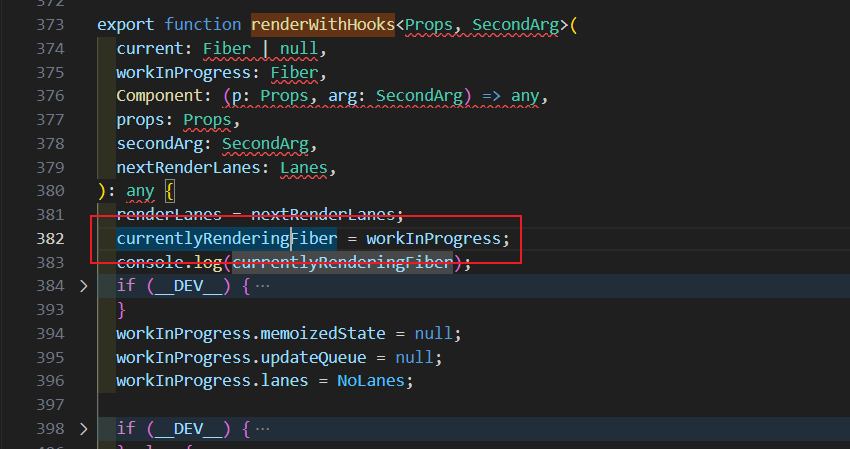 372
373 export function renderWithHooks<Props, SecondArg>(
374 current: Fiber | null,
375 workInProgress: Fiber,
376 Component: (p: Props, arg: SecondArg) => any,
377 props: Props,
378 secondArg: SecondArg,
379 nextRenderLanes: Lanes,
380 ): any {
381 renderLanes = nextRenderLanes;
382 currentlyRenderingFiber = workInProgress;
383 console.log(currentlyRenderingFiber);
384 if (__DEV__) { ...
393 }
394 workInProgress.memoizedState = null;
395 workInProgress.updateQueue = null;
396 workInProgress.lanes = NoLanes;
397
398 if (__DEV__) { ...